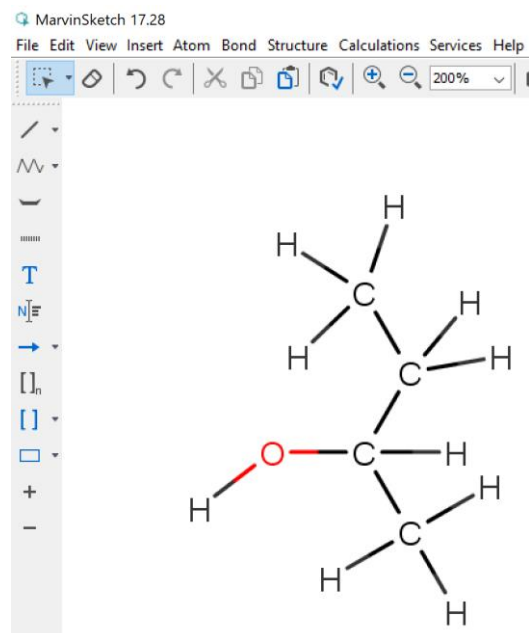 MarvinSketch 17.28
File Edit View Insert Atom Bond Structure Calculations Services Help
200%
T
N
[ ]n
[ ]
+
−
H
H
C
H
H
C
H
O C H
H
H
C
H
H